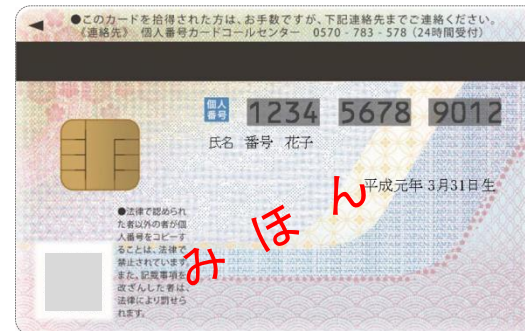 ●このカードを拾得された方は、お手数ですが、下記連絡先までご連絡ください。
《連絡先》 個人番号カードコールセンター 0570-783-578（24時間受付）
個人番号 1234 5678 9012
氏名 番号 花子
平成元年3月31日生
みほん
●法律で認められ
た者以外の者が個
人番号をコピーす
ることは、法律で
禁止されています。
また、記載事項を
改ざんした者は、
法律により罰せら
れます。